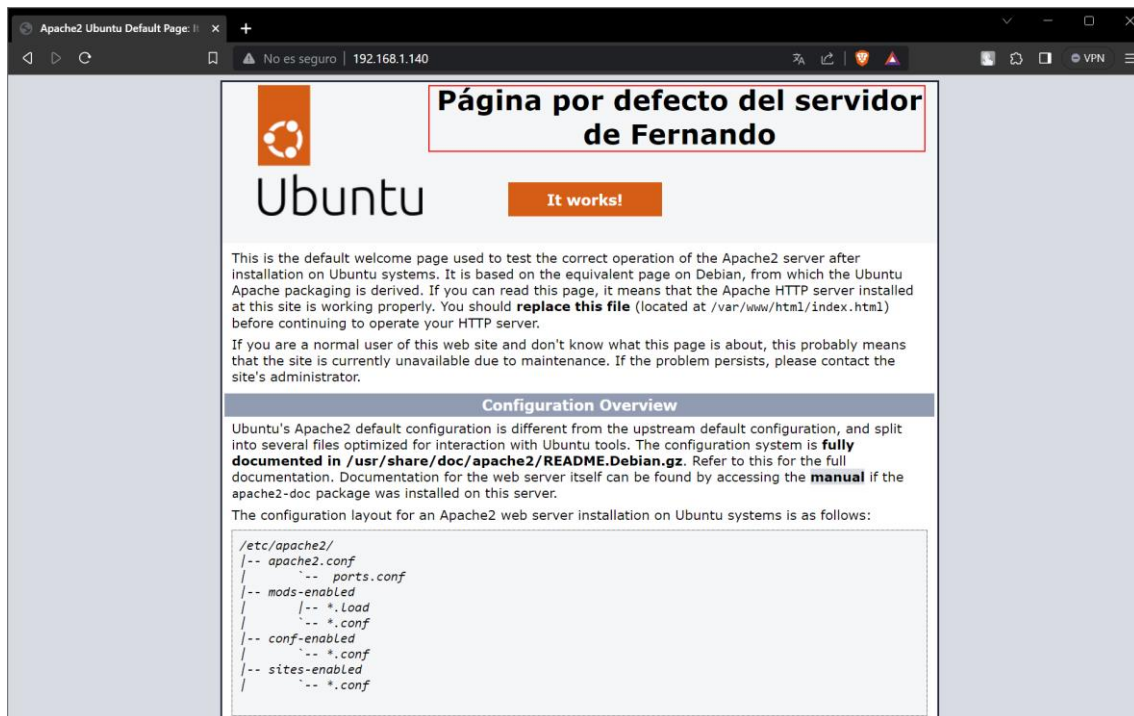 Apache2 Ubuntu Default Page: It
No es seguro
192.168.1.140
VPN
Página por defecto del servidor
de Fernando
Ubuntu
It works!
This is the default welcome page used to test the correct operation of the Apache2 server after
installation on Ubuntu systems. It is based on the equivalent page on Debian, from which the Ubuntu
Apache packaging is derived. If you can read this page, it means that the Apache HTTP server installed
at this site is working properly. You should replace this file (located at /var/www/html/index.html)
before continuing to operate your HTTP server.
If you are a normal user of this web site and don't know what this page is about, this probably means
that the site is currently unavailable due to maintenance. If the problem persists, please contact the
site's administrator.
Configuration Overview
Ubuntu's Apache2 default configuration is different from the upstream default configuration, and split
into several files optimized for interaction with Ubuntu tools. The configuration system is fully
documented in /usr/share/doc/apache2/README.Debian.gz. Refer to this for the full
documentation. Documentation for the web server itself can be found by accessing the manual if the
apache2-doc package was installed on this server.
The configuration layout for an Apache2 web server installation on Ubuntu systems is as follows:
/etc/apache2/
|-- apache2.conf
|       `--  ports.conf
|-- mods-enabled
|       |-- *.load
|       `-- *.conf
|-- conf-enabled
|       `-- *.conf
|-- sites-enabled
|       `-- *.conf